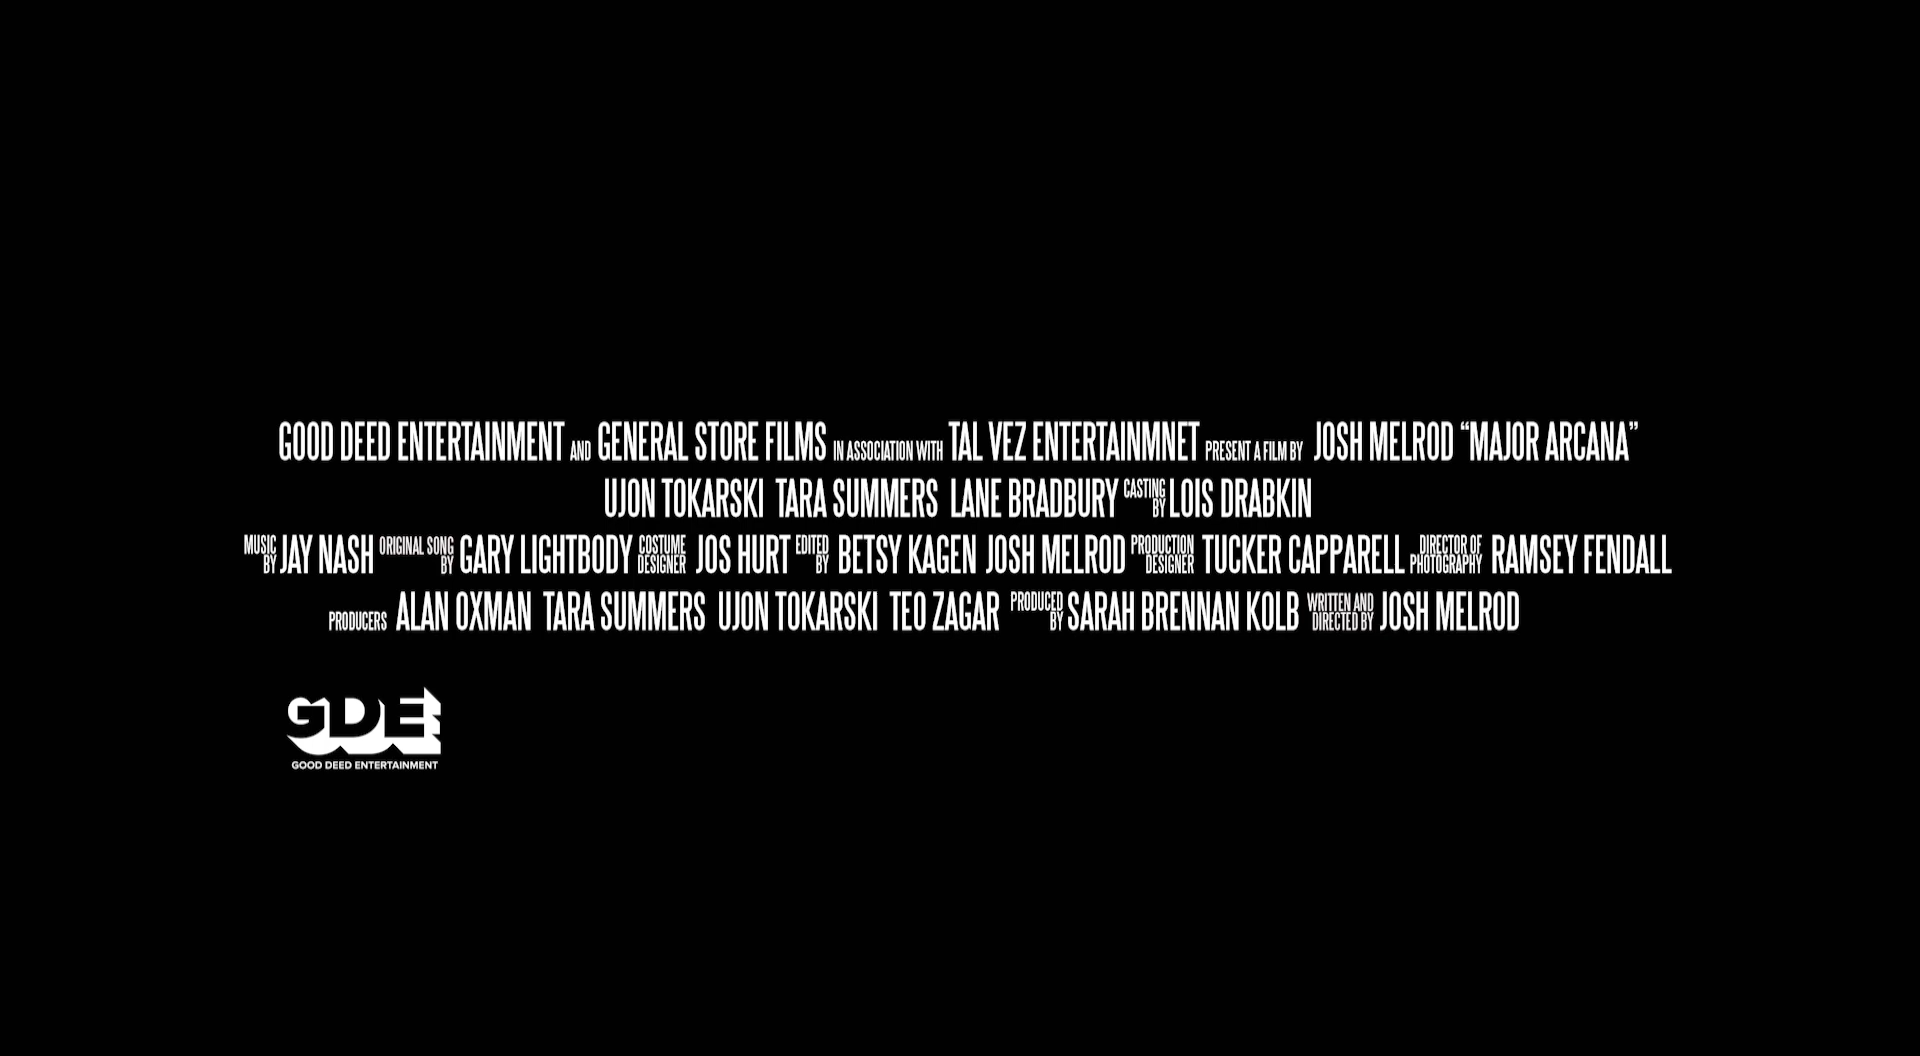 GOOD DEED ENTERTAINMENT AND GENERAL STORE FILMS IN ASSOCIATION WITH TAL VEZ ENTERTAINMNET PRESENT A FILM BY JOSH MELROD “MAJOR ARCANA”
UJON TOKARSKI TARA SUMMERS LANE BRADBURY CASTING BY LOIS DRABKIN
MUSIC BY JAY NASH ORIGINAL SONG BY GARY LIGHTBODY COSTUME DESIGNER JOS HURT EDITED BY BETSY KAGEN JOSH MELROD PRODUCTION DESIGNER TUCKER CAPPARELL DIRECTOR OF PHOTOGRAPHY RAMSEY FENDALL
PRODUCERS ALAN OXMAN TARA SUMMERS UJON TOKARSKI TEO ZAGAR PRODUCED BY SARAH BRENNAN KOLB WRITTEN AND DIRECTED BY JOSH MELROD
GDE
GOOD DEED ENTERTAINMENT